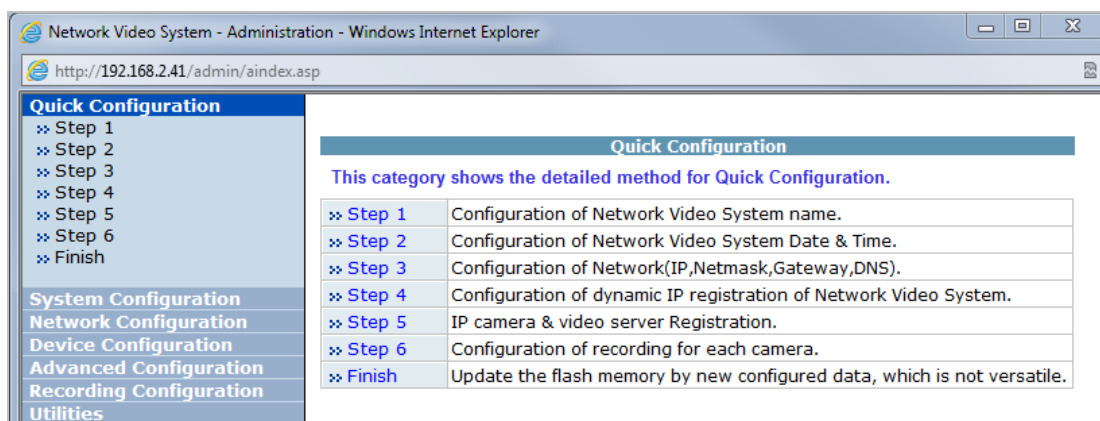 Network Video System - Administration - Windows Internet Explorer
http://192.168.2.41/admin/aindex.asp
Quick Configuration
» Step 1
» Step 2
» Step 3
» Step 4
» Step 5
» Step 6
» Finish
System Configuration
Network Configuration
Device Configuration
Advanced Configuration
Recording Configuration
Utilities
Quick Configuration
This category shows the detailed method for Quick Configuration.
» Step 1 Configuration of Network Video System name.
» Step 2 Configuration of Network Video System Date & Time.
» Step 3 Configuration of Network(IP,Netmask,Gateway,DNS).
» Step 4 Configuration of dynamic IP registration of Network Video System.
» Step 5 IP camera & video server Registration.
» Step 6 Configuration of recording for each camera.
» Finish Update the flash memory by new configured data, which is not versatile.